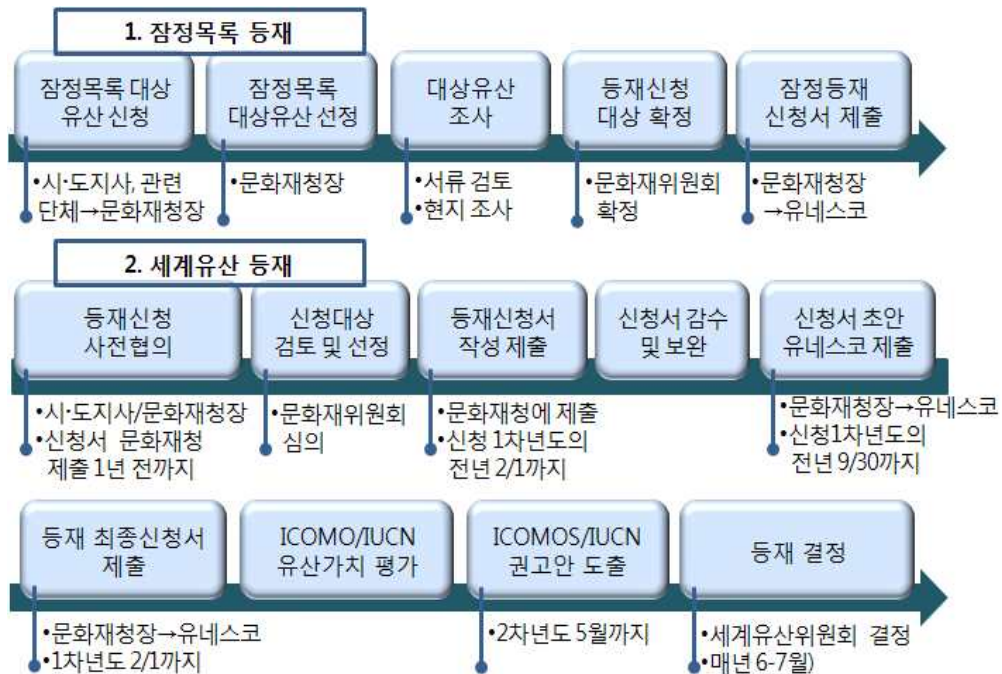 1. 잠정목록 등재
잠정목록 대상
유산 신청
잠정목록
대상유산 선정
대상유산
조사
등재신청
대상 확정
잠정등재
신청서 제출
•시·도지사, 관련
단체→문화재청장
•문화재청장
•서류 검토
•현지 조사
•문화재위원회
확정
•문화재청장
→유네스코
2. 세계유산 등재
등재신청
사전협의
신청대상
검토 및 선정
등재신청서
작성 제출
신청서 감수
및 보완
신청서 초안
유네스코 제출
•시·도지사/문화재청장
•신청서 문화재청
제출 1년 전까지
•문화재위원회
심의
•문화재청에 제출
•신청 1차년도의
전년 2/1까지
•문화재청장→유네스코
•신청1차년도의
전년 9/30까지
등재 최종신청서
제출
ICOMO/IUCN
유산가치 평가
ICOMOS/IUCN
권고안 도출
등재 결정
•문화재청장→유네스코
•1차년도 2/1까지
•2차년도 5월까지
•세계유산위원회 결정
•매년 6-7월)